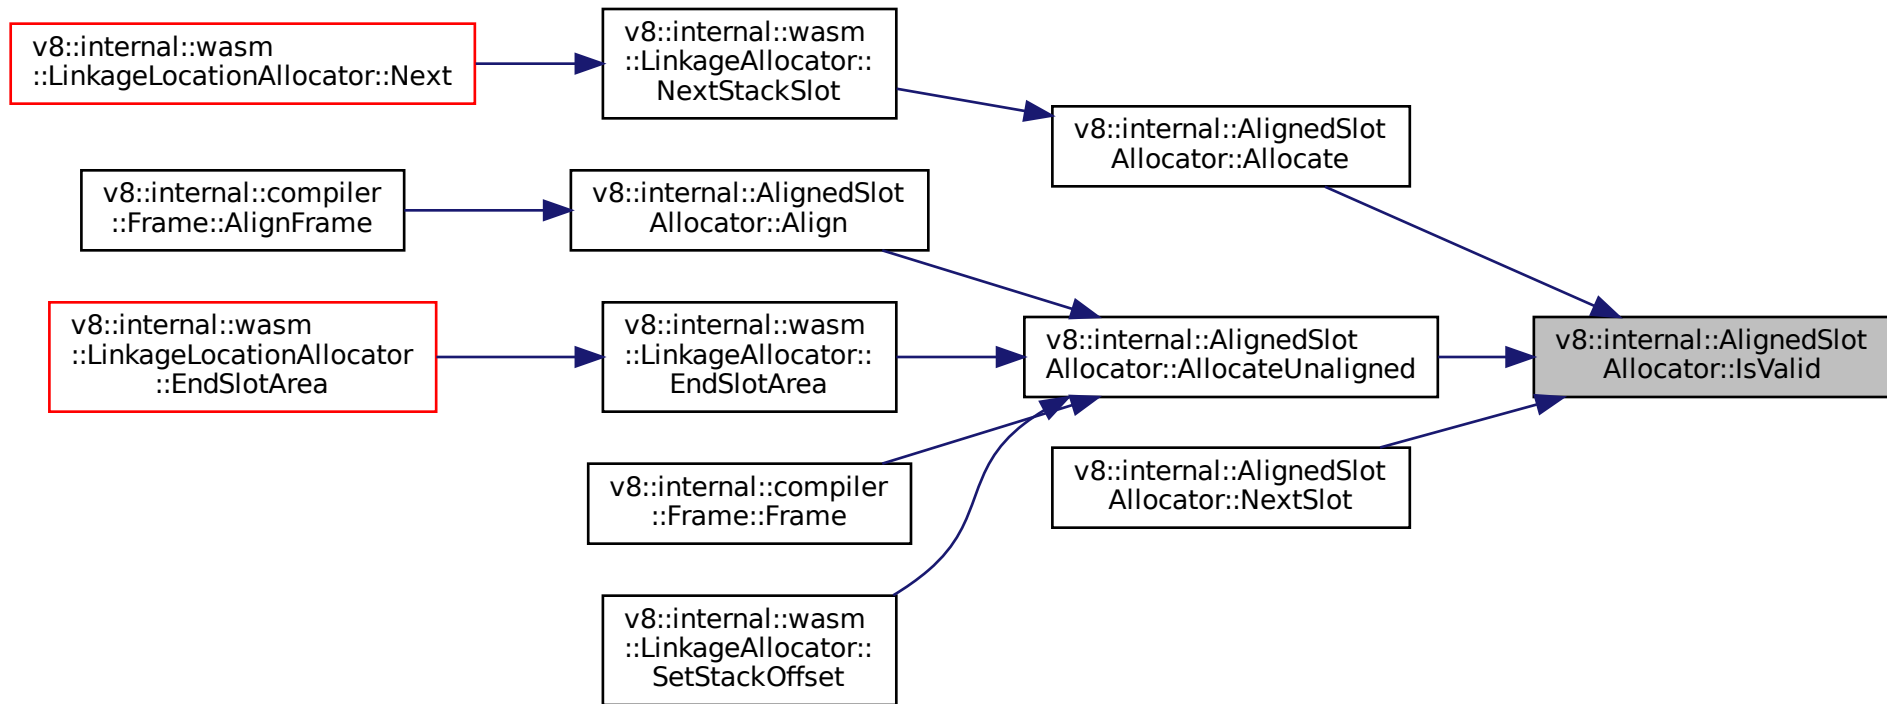 v8::internal::wasm
::LinkageLocationAllocator::Next
v8::internal::wasm
::LinkageAllocator::
NextStackSlot
v8::internal::AlignedSlot
Allocator::Allocate
v8::internal::compiler
::Frame::AlignFrame
v8::internal::AlignedSlot
Allocator::Align
v8::internal::wasm
::LinkageLocationAllocator
::EndSlotArea
v8::internal::wasm
::LinkageAllocator::
EndSlotArea
v8::internal::AlignedSlot
Allocator::AllocateUnaligned
v8::internal::AlignedSlot
Allocator::IsValid
v8::internal::compiler
::Frame::Frame
v8::internal::AlignedSlot
Allocator::NextSlot
v8::internal::wasm
::LinkageAllocator::
SetStackOffset